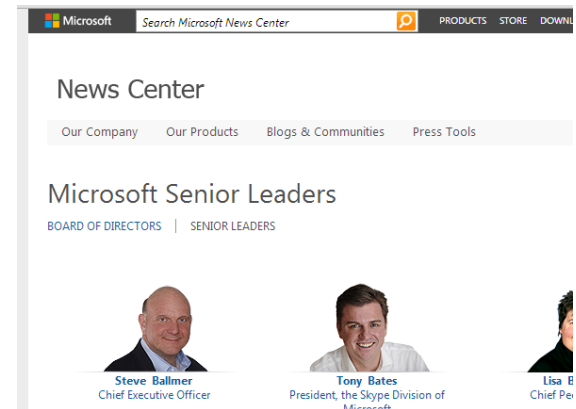 Microsoft Search Microsoft News Center PRODUCTS STORE
News Center
Our Company Our Products Blogs & Communities Press Tools
Microsoft Senior Leaders
BOARD OF DIRECTORS | SENIOR LEADERS
Steve Ballmer Tony Bates Lisa
Chief Executive Officer President, the Skype Division of Chief
Microsoft